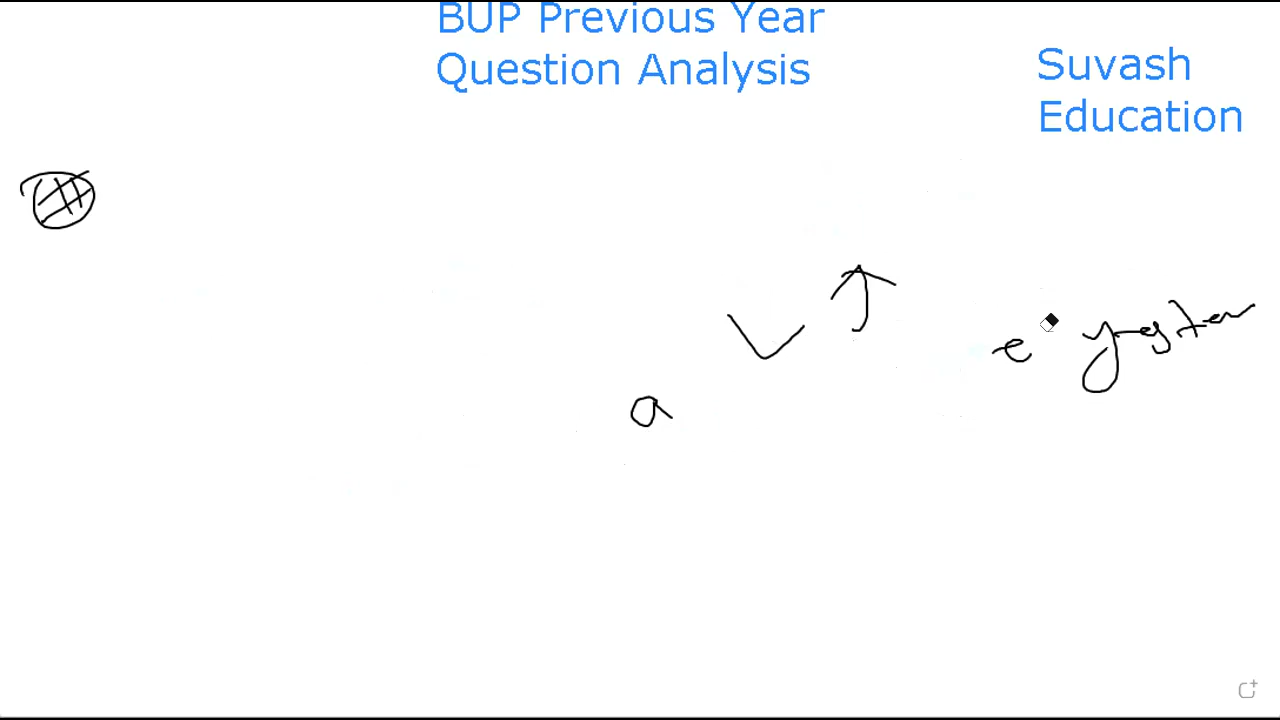 BUP Previous Year
Question Analysis
Suvash
Education
e
a